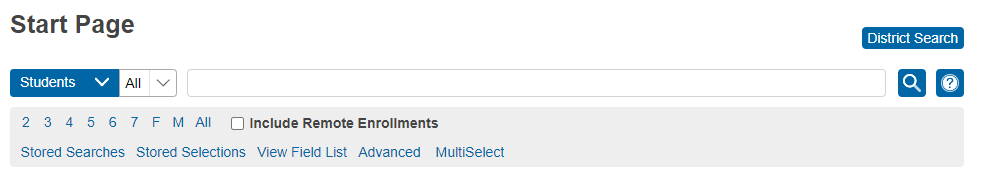 Start Page
District Search
Students All
2 3 4 5 6 7 F M All Include Remote Enrollments
Stored Searches Stored Selections View Field List Advanced MultiSelect